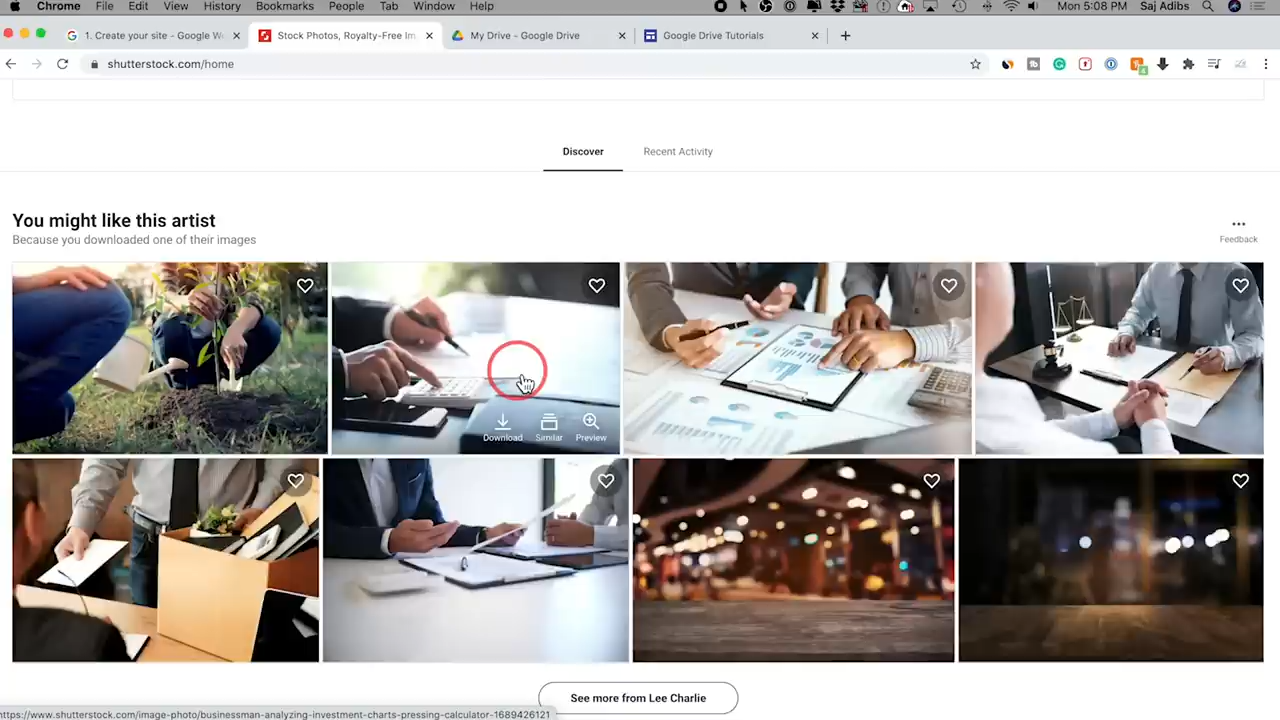 Chrome File Edit View History Bookmarks People Tab Window Help Mon 5:08 PM Saj Adibs
1. Create your site - Google W
Stock Photos, Royalty-Free Im
My Drive - Google Drive
Google Drive Tutorials
shutterstock.com/home
4
Discover Recent Activity
You might like this artist
Because you downloaded one of their images
Feedback
Download Similar Preview
See more from Lee Charlie
https://www.shutterstock.com/image-photo/businessman-analyzing-investment-charts-pressing-calculator-1689426121